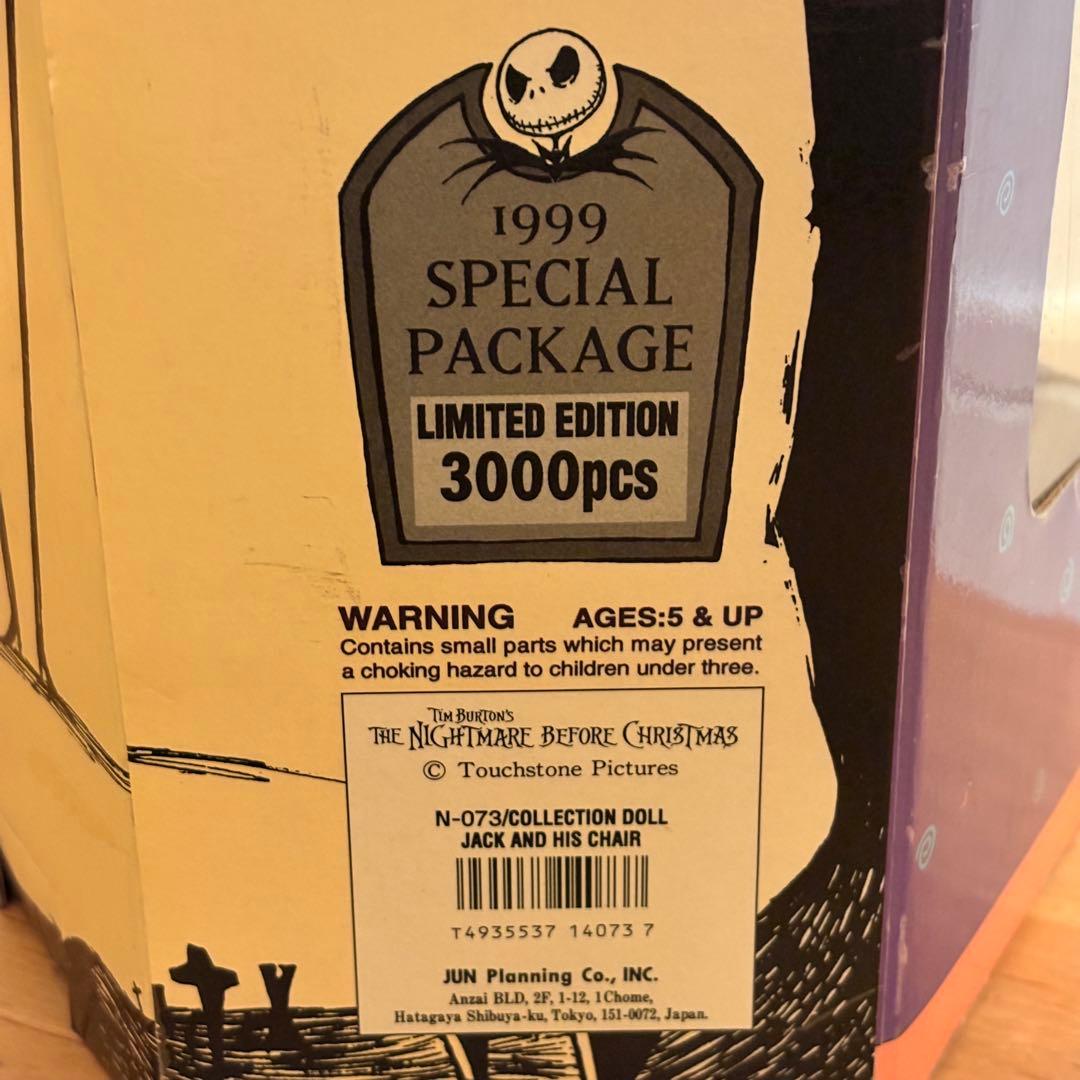 1999
SPECIAL
PACKAGE
LIMITED EDITION
3000pcs
WARNING AGES:5 & UP
Contains small parts which may present
a choking hazard to children under three.
TIM BURTON'S
THE NIGHTMARE BEFORE CHRISTMAS
© Touchstone Pictures
N-073/COLLECTION DOLL
JACK AND HIS CHAIR
T4935537 14073 7
JUN Planning Co., INC.
Anzai BLD, 2F, 1-12, 1Chome,
Hatagaya Shibuya-ku, Tokyo, 151-0072, Japan.